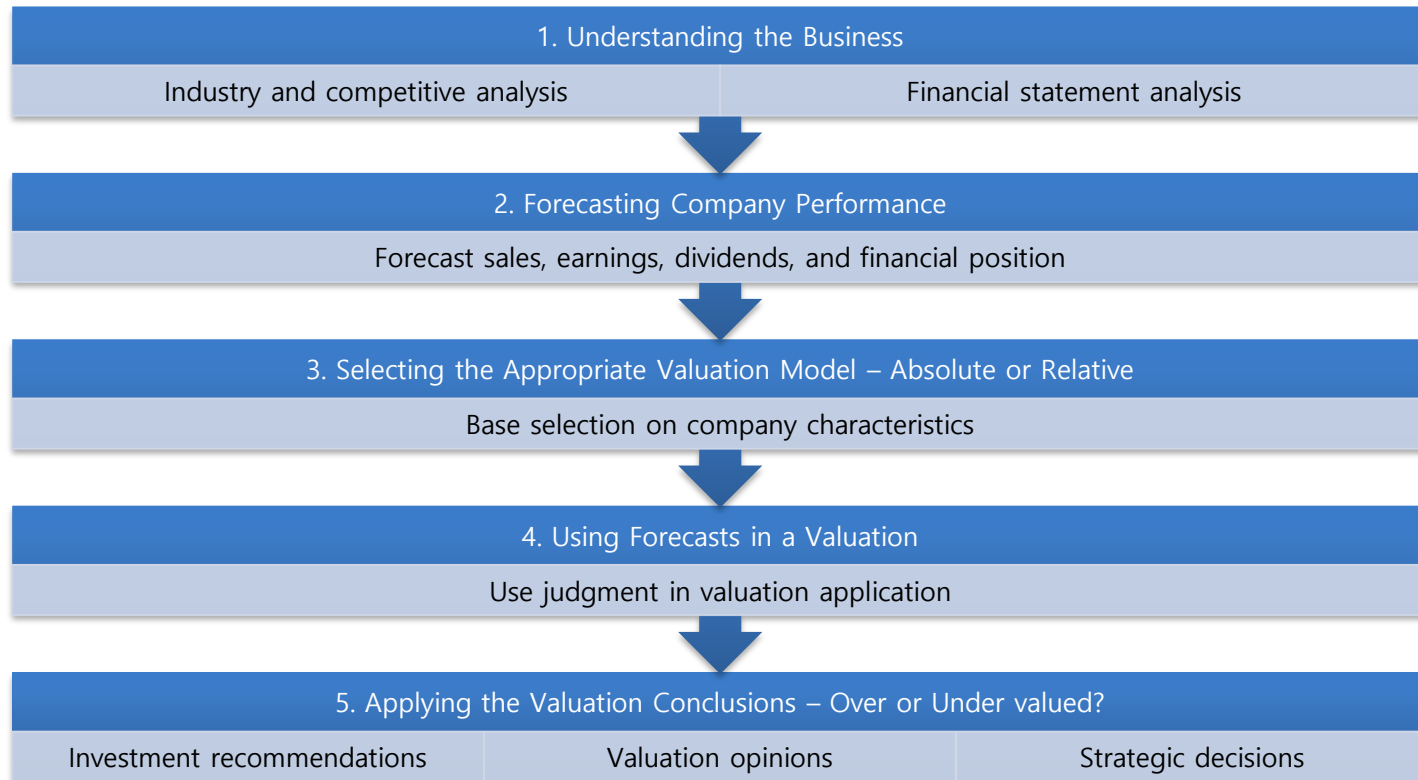 1. Understanding the Business
Industry and competitive analysis
Financial statement analysis
2. Forecasting Company Performance
Forecast sales, earnings, dividends, and financial position
3. Selecting the Appropriate Valuation Model – Absolute or Relative
Base selection on company characteristics
4. Using Forecasts in a Valuation
Use judgment in valuation application
5. Applying the Valuation Conclusions – Over or Under valued?
Investment recommendations
Valuation opinions
Strategic decisions